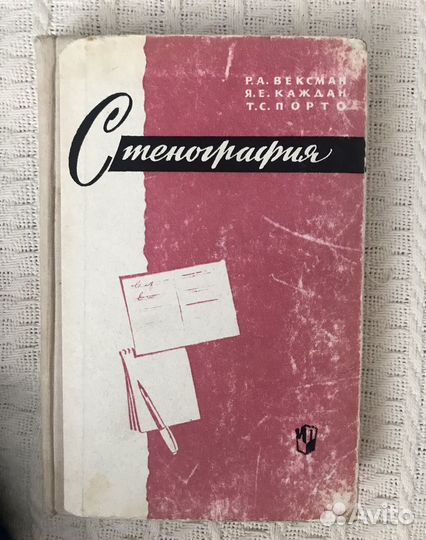 Р. А. ВЕКСМАН
Я. Е. КАЖДАН
Т. С. ПОРТО
Стенография
Avito